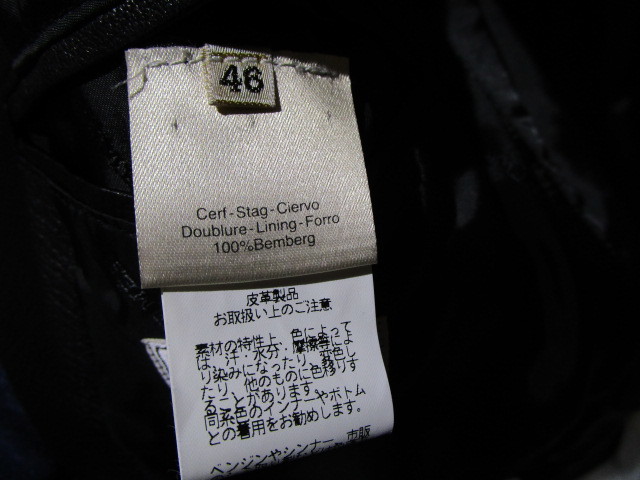 46
Cerf-Stag-Ciervo
Doublure-Lining-Forro
100%Bemberg
皮革製品
お取扱い上のご注意
素材の特性上、色によって
は、汗・水分・摩擦等によ
り染みになったり、変色し
たり、他のものに色移りす
ることがあります。
同系色のインナーやボトム
との着用をお勧めします。
ベンジンやシンナー、市販